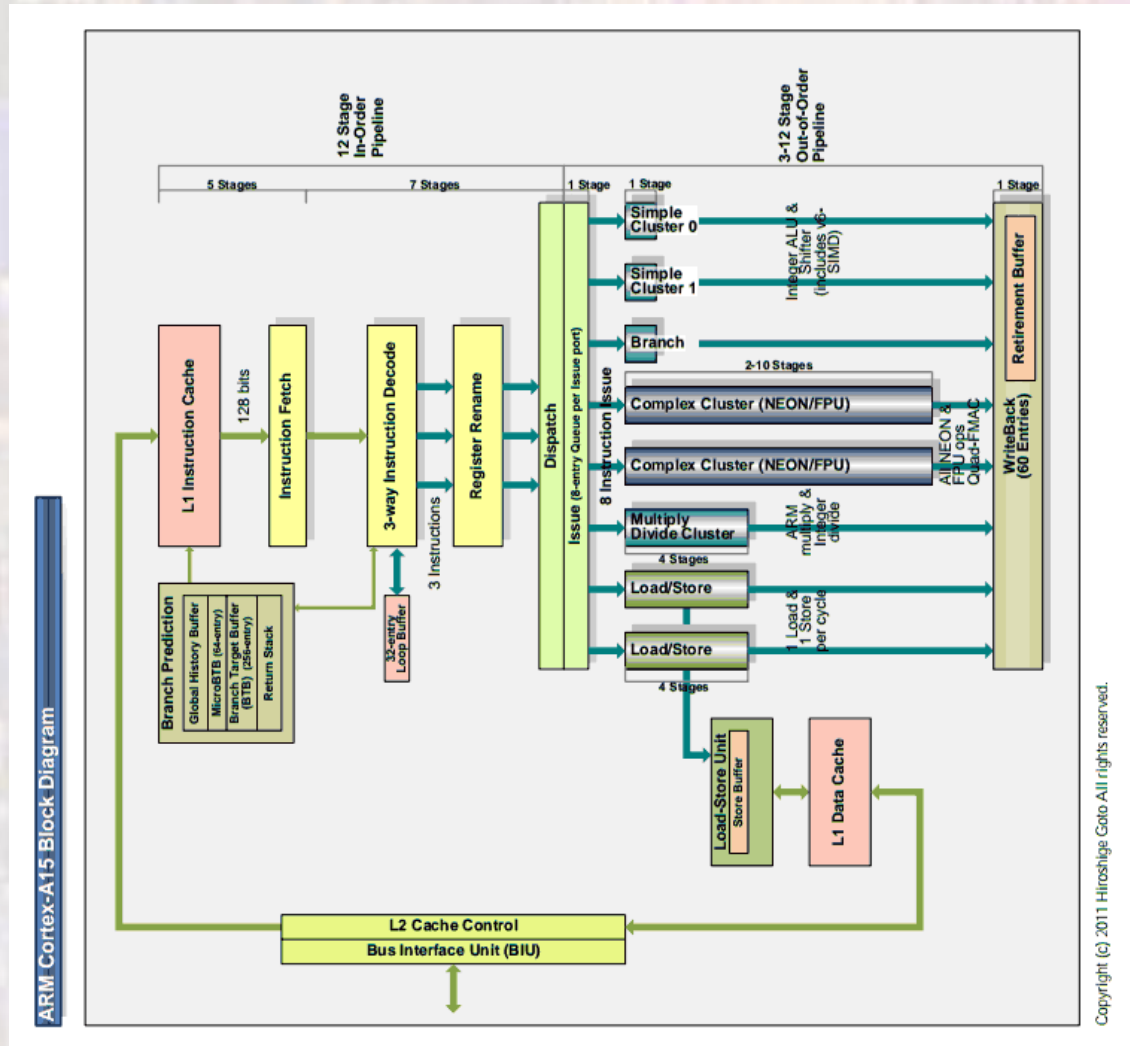 ARM Cortex-A15 Block Diagram
12 Stage
In-Order
Pipeline
3-12 Stage
Out-of-Order
Pipeline
5 Stages
7 Stages
1 Stage
1 Stage
1 Stage
L1 Instruction Cache
128 bits
Instruction Fetch
Branch Prediction
Global History Buffer
MicroBTB (64-entry)
Branch Target Buffer
(BTB) (256-entry)
Return Stack
3-way Instruction Decode
32-entry
Loop Buffer
3 Instructions
Register Rename
Dispatch
Issue (8-entry Queue per Issue port)
8 Instruction Issue
Simple
Cluster 0
Simple
Cluster 1
Integer ALU &
Shifter
(includes v6-
SIMD)
Branch
2-10 Stages
Complex Cluster (NEON/FPU)
Complex Cluster (NEON/FPU)
All NEON &
FPU ops
Quad-FMAC
Multiply
Divide Cluster
4 Stages
ARM
multiply &
Integer
divide
Load/Store
Load/Store
4 Stages
1 Load &
1 Store
per cycle
WriteBack
(60 Entries)
Retirement Buffer
Load-Store Unit
Store Buffer
L1 Data Cache
L2 Cache Control
Bus Interface Unit (BIU)
Copyright (c) 2011 Hiroshige Goto All rights reserved.